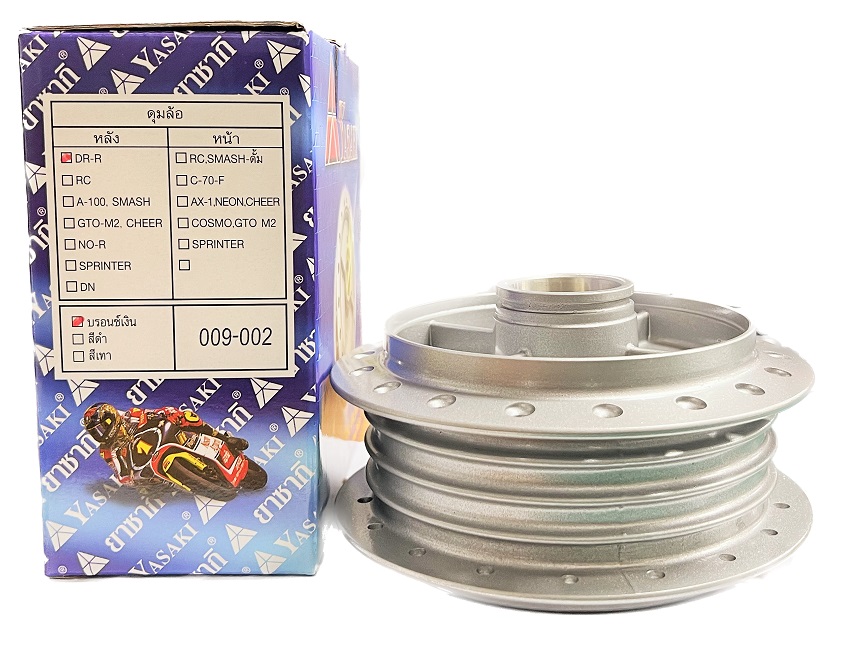 YASAKI®
ยาซากิ®
YASAKI®
ดุมล้อ
หลัง
หน้า
DR-R
RC,SMASH-ดั้ม
RC
C-70-F
A-100, SMASH
AX-1,NEON,CHEER
GTO-M2, CHEER
COSMO,GTO M2
NO-R
SPRINTER
SPRINTER
DN
บรอนซ์เงิน
สีดำ
009-002
สีเทา
YASAKI®
ยาซากิ®
YASAKI®
ยาซากิ®
YASAKI®